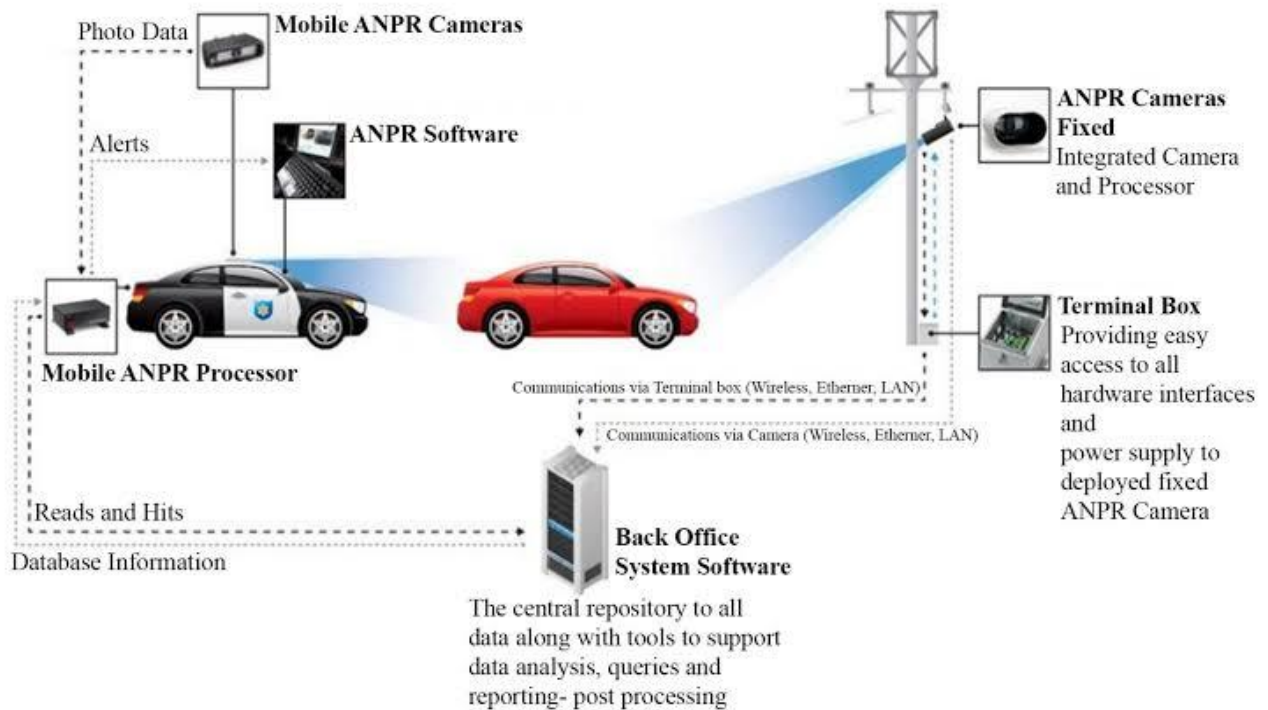 Photo Data
Mobile ANPR Cameras
ANPR Software
Alerts
Mobile ANPR Processor
ANPR Cameras
Fixed
Integrated Camera
and Processor
Terminal Box
Providing easy
access to all
hardware interfaces
and
power supply to
deployed fixed
ANPR Camera
Communications via Terminal box (Wireless, Etherner, LAN)
Communications via Camera (Wireless, Etherner, LAN)
Reads and Hits
Database Information
Back Office
System Software
The central repository to all
data along with tools to support
data analysis, queries and
reporting- post processing